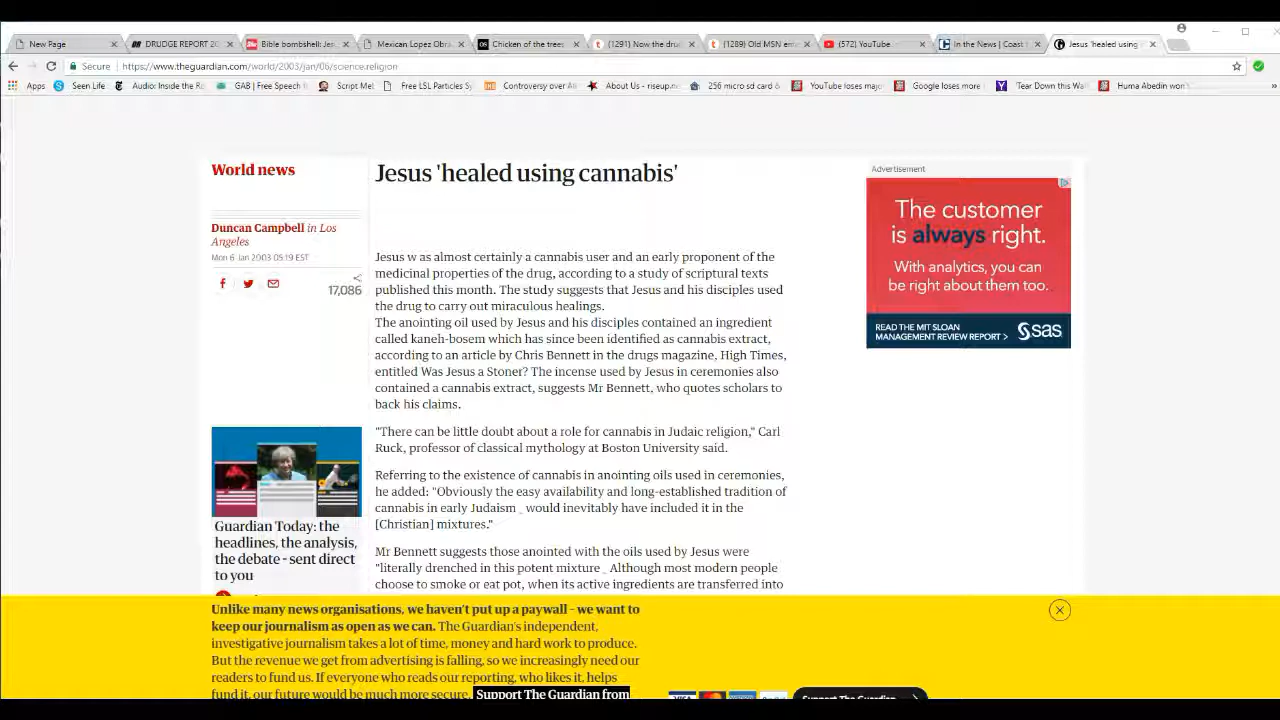 New Page
DRUDGE REPORT 20
Bible bombshell: Jes
Mexican Lopez Obra
Chicken of the trees
(1291) Now the drug
(1289) Old MSN em
(572) YouTube
In the News | Coast t
Jesus 'healed using
Secure
https://www.theguardian.com/world/2003/jan/06/science.religion
Apps
Seen Life
Audio: Inside the Ro
GAB | Free Speech
Script Me!
Free LSL Particle Sy
Controversy over Al
About Us - riseup.n
256 micro sd card
YouTube loses majo
Google loses more
Tear Down this Wal
Huma Abedin won'
World news
Duncan Campbell in Los
Angeles
Mon 6 Jan 2003 05.19 EST
17,086
Jesus 'healed using cannabis'
Jesus w as almost certainly a cannabis user and an early proponent of the
medicinal properties of the drug, according to a study of scriptural texts
published this month. The study suggests that Jesus and his disciples used
the drug to carry out miraculous healings.
The anointing oil used by Jesus and his disciples contained an ingredient
called kaneh-bosem which has since been identified as cannabis extract,
according to an article by Chris Bennett in the drugs magazine, High Times,
entitled Was Jesus a Stoner? The incense used by Jesus in ceremonies also
contained a cannabis extract, suggests Mr Bennett, who quotes scholars to
back his claims.
"There can be little doubt about a role for cannabis in Judaic religion," Carl
Ruck, professor of classical mythology at Boston University said.
Referring to the existence of cannabis in anointing oils used in ceremonies,
he added: "Obviously the easy availability and long-established tradition of
cannabis in early Judaism _ would inevitably have included it in the
[Christian] mixtures."
Mr Bennett suggests those anointed with the oils used by Jesus were
"literally drenched in this potent mixture _ Although most modern people
choose to smoke or eat pot, when its active ingredients are transferred into
Advertisement
The customer
is always right.
With analytics, you can
be right about them too.
READ THE MIT SLOAN
MANAGEMENT REVIEW REPORT >
sas
Guardian Today: the
headlines, the analysis,
the debate - sent direct
to you
Unlike many news organisations, we haven't put up a paywall – we want to
keep our journalism as open as we can. The Guardian's independent,
investigative journalism takes a lot of time, money and hard work to produce.
But the revenue we get from advertising is falling, so we increasingly need our
readers to fund us. If everyone who reads our reporting, who likes it, helps
fund it, our future would be much more secure. Support The Guardian from
VISA
Support The Guardian